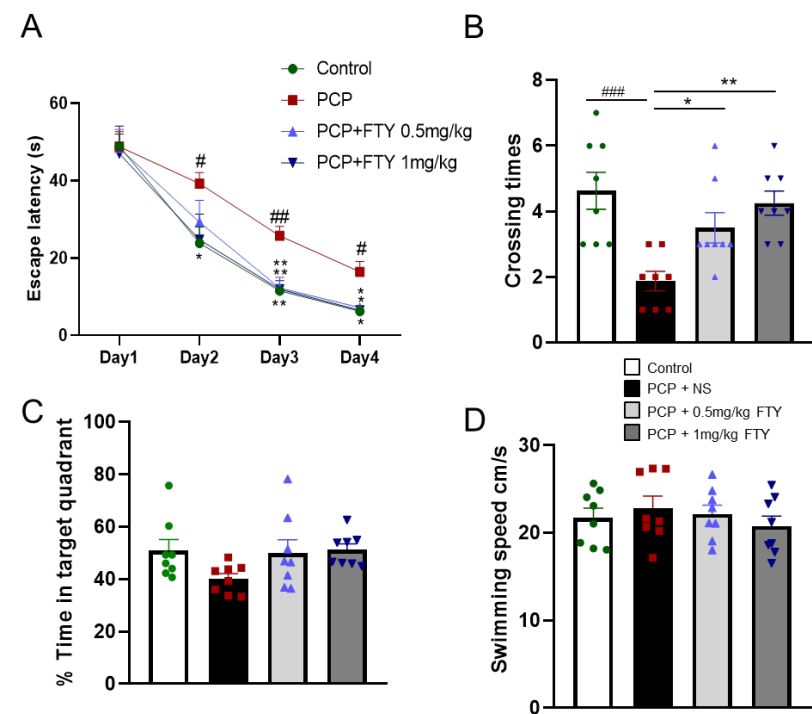 A
Control
PCP
PCP+FTY 0.5mg/kg
PCP+FTY 1mg/kg
Escape latency (s)
60
40
20
0
#
##
#
*
**
**
**
*
*
*
Day1 Day2 Day3 Day4
B
Crossing times
8
6
4
2
0
###
*
**
Control
PCP + NS
PCP + 0.5mg/kg FTY
PCP + 1mg/kg FTY
C
% Time in target quadrant
100
80
60
40
20
0
D
Swimming speed cm/s
30
20
10
0